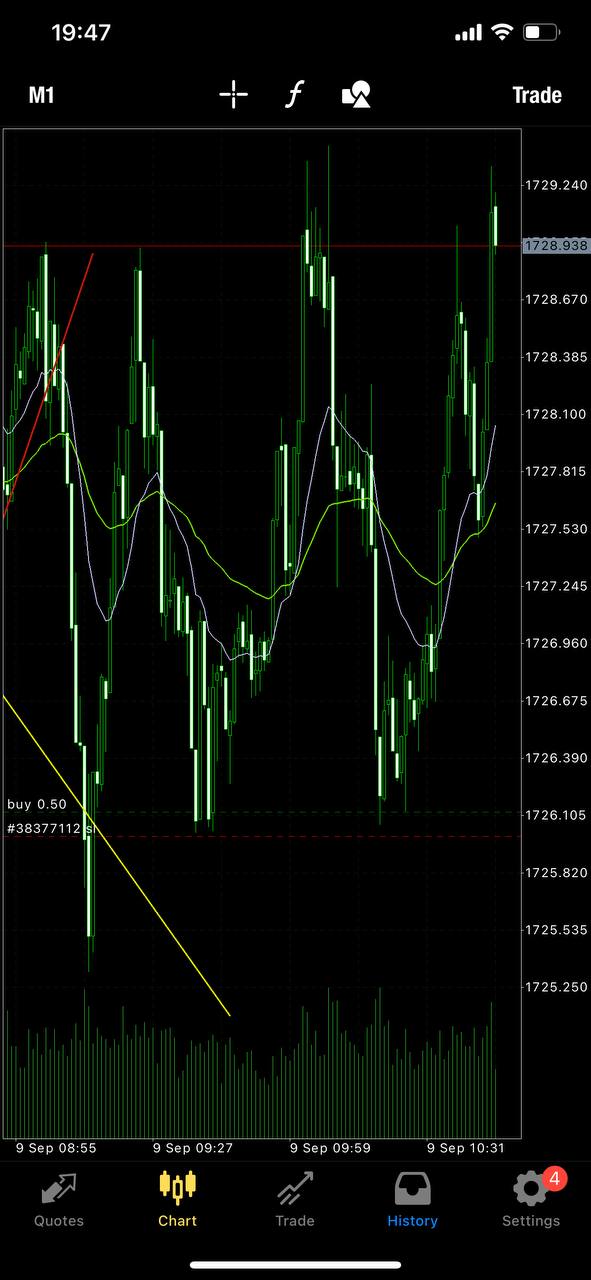 19:47
M1
f
Trade
1729.240
1728.938
1728.670
1728.385
1728.100
1727.815
1727.530
1727.245
1726.960
1726.675
1726.390
buy 0.50
1726.105
#38377112 sl
1725.820
1725.535
1725.250
9 Sep 08:55 9 Sep 09:27 9 Sep 09:59 9 Sep 10:31
4
Quotes Chart Trade History Settings